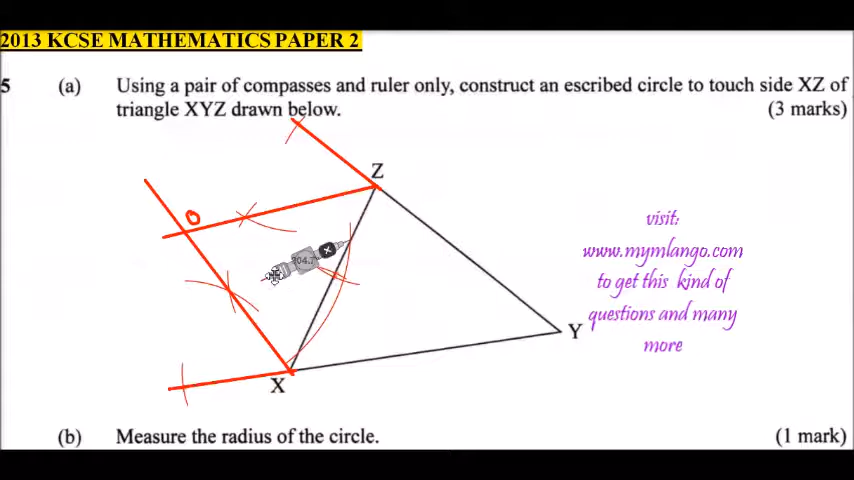 2013 KCSE MATHEMATICS PAPER 2
5 (a) Using a pair of compasses and ruler only, construct an escribed circle to touch side XZ of
triangle XYZ drawn below. (3 marks)
Z
O
visit:
www.mymlango.com
to get this kind of
questions and many
more
304.7
Y
X
(b) Measure the radius of the circle. (1 mark)